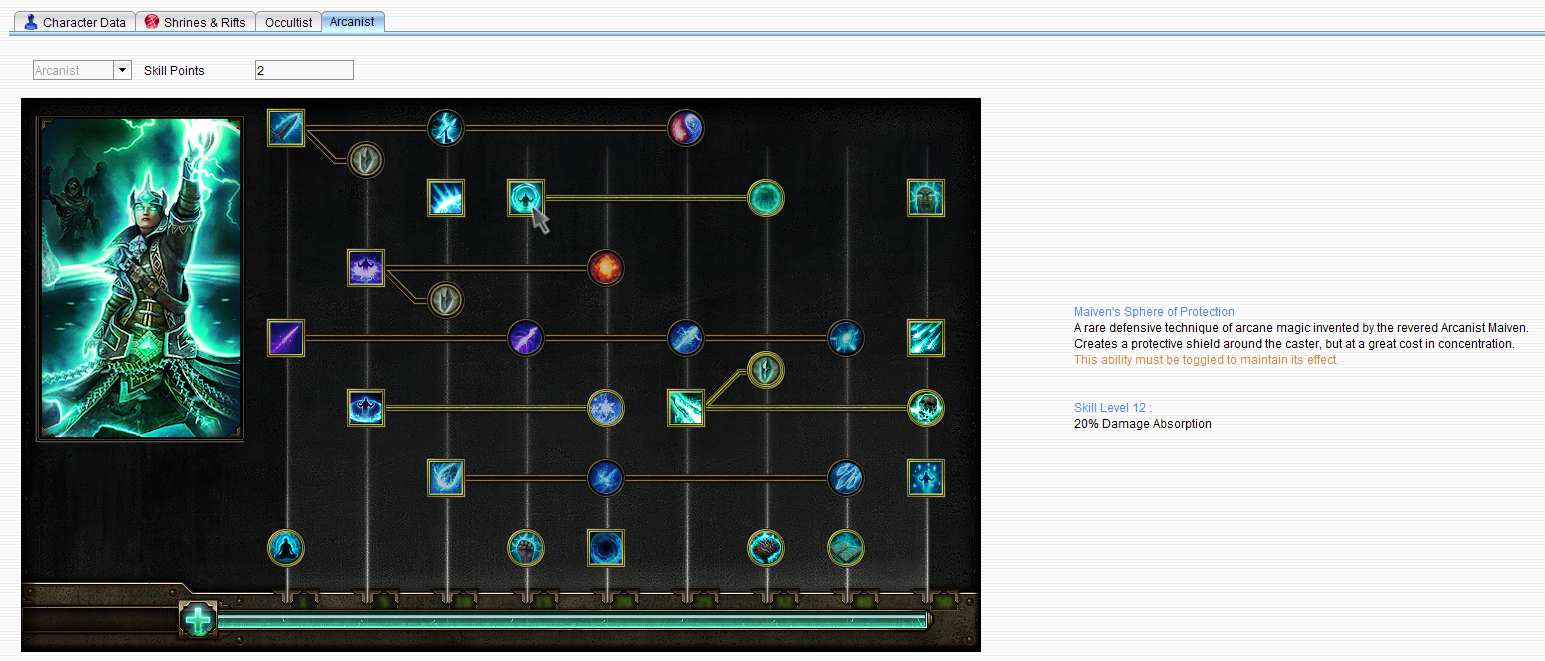 Character Data
Shrines & Rifts
Occultist
Arcanist
Arcanist
Skill Points
2
Maiven's Sphere of Protection
A rare defensive technique of arcane magic invented by the revered Arcanist Maiven.
Creates a protective shield around the caster, but at a great cost in concentration.
This ability must be toggled to maintain its effect.
Skill Level 12 :
20% Damage Absorption